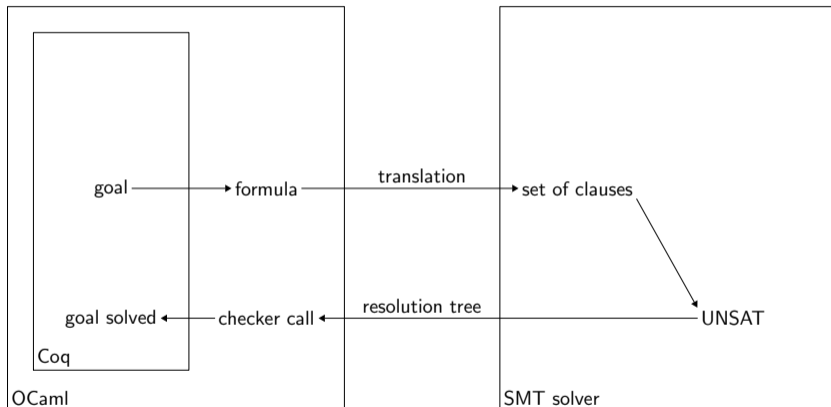 translation
goal
formula
set of clauses
resolution tree
goal solved
checker call
UNSAT
Coq
OCaml
SMT solver